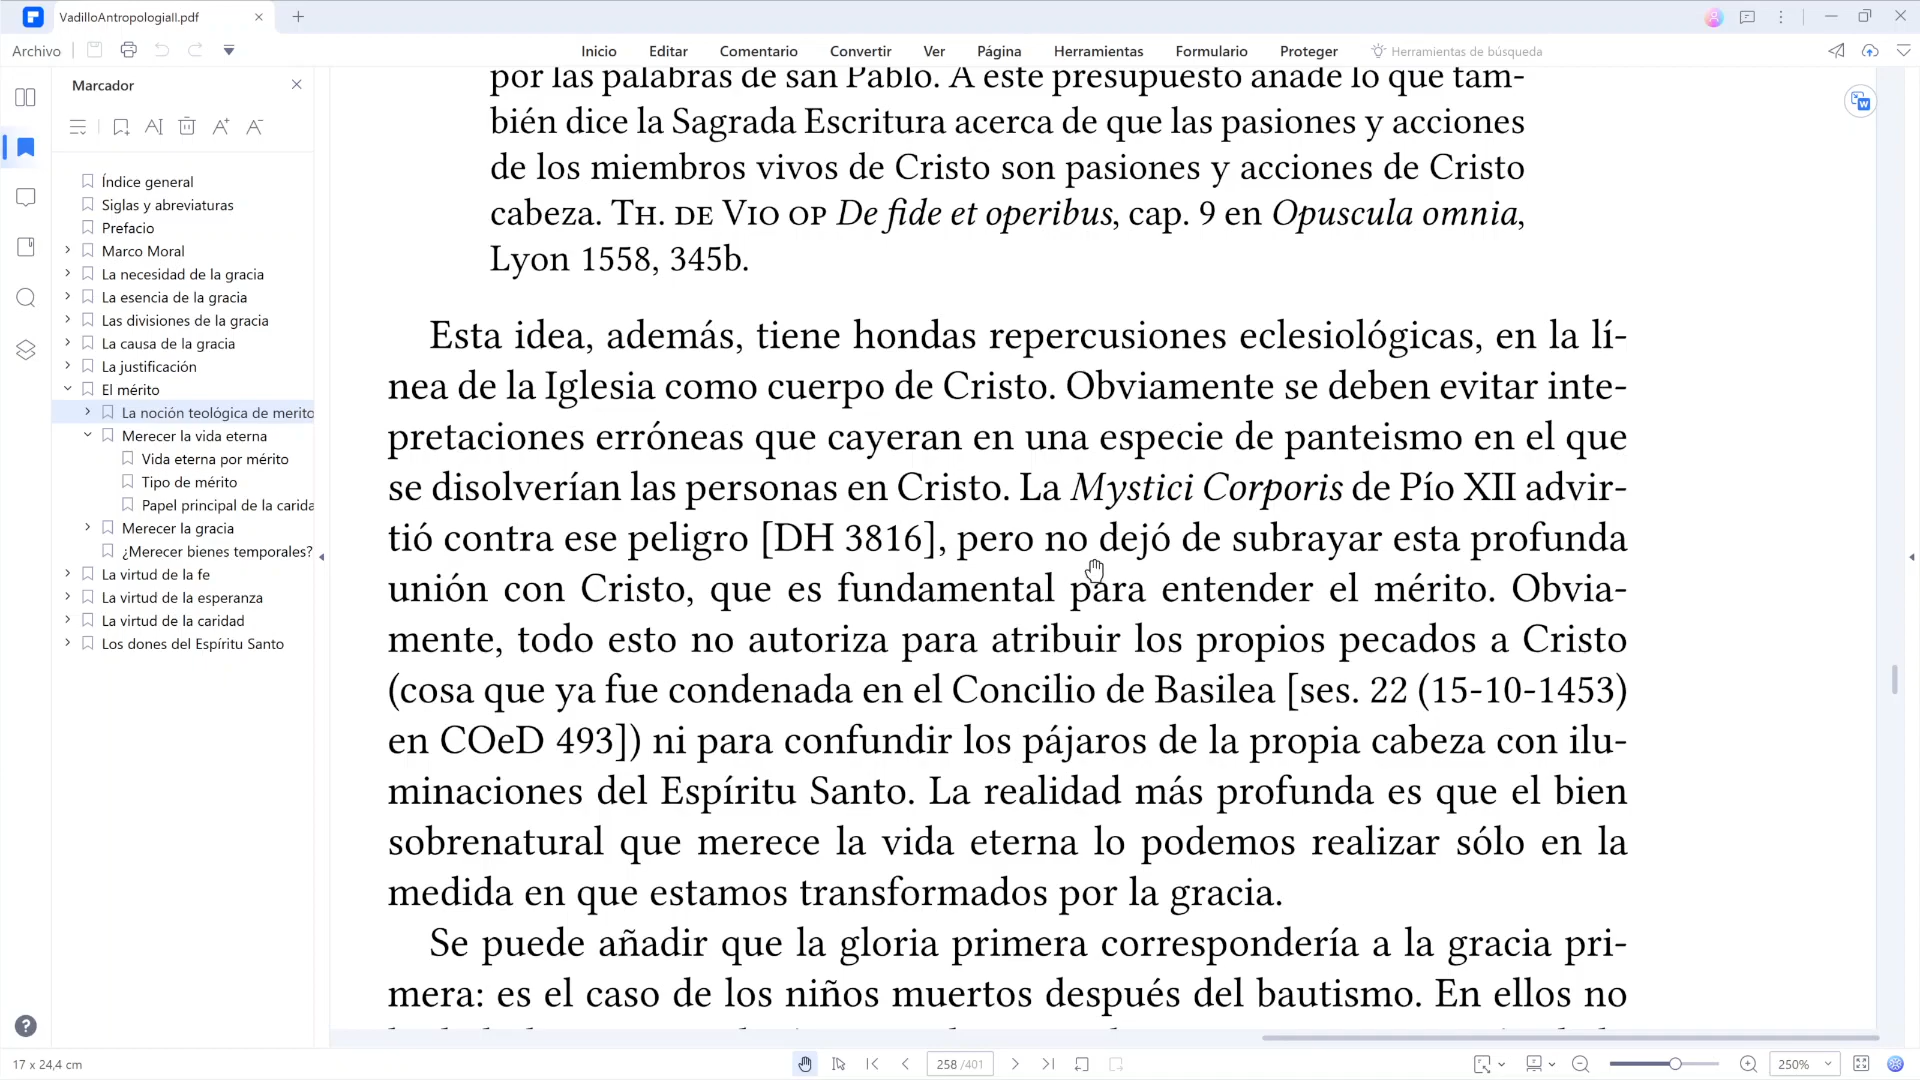 VadilloAntropologiaII.pdf
Archivo
Inicio
Editar
Comentario
Convertir
Ver
Página
Herramientas
Formulario
Proteger
Herramientas de búsqueda
Marcador
Índice general
Siglas y abreviaturas
Prefacio
Marco Moral
La necesidad de la gracia
La esencia de la gracia
Las divisiones de la gracia
La causa de la gracia
La justificación
El mérito
La noción teológica de merito
Merecer la vida eterna
Vida eterna por mérito
Tipo de mérito
Papel principal de la carida
Merecer la gracia
¿Merecer bienes temporales?
La virtud de la fe
La virtud de la esperanza
La virtud de la caridad
Los dones del Espíritu Santo
por las palabras de san Pablo. A este presupuesto añade lo que tam-
bién dice la Sagrada Escritura acerca de que las pasiones y acciones
de los miembros vivos de Cristo son pasiones y acciones de Cristo
cabeza. Th. de Vio op De fide et operibus, cap. 9 en Opuscula omnia,
Lyon 1558, 345b.
Esta idea, además, tiene hondas repercusiones eclesiológicas, en la lí-
nea de la Iglesia como cuerpo de Cristo. Obviamente se deben evitar inte-
pretaciones erróneas que cayeran en una especie de panteismo en el que
se disolverían las personas en Cristo. La Mystici Corporis de Pío XII advir-
tió contra ese peligro [DH 3816], pero no dejó de subrayar esta profunda
unión con Cristo, que es fundamental para entender el mérito. Obvia-
mente, todo esto no autoriza para atribuir los propios pecados a Cristo
(cosa que ya fue condenada en el Concilio de Basilea [ses. 22 (15-10-1453)
en COeD 493]) ni para confundir los pájaros de la propia cabeza con ilu-
minaciones del Espíritu Santo. La realidad más profunda es que el bien
sobrenatural que merece la vida eterna lo podemos realizar sólo en la
medida en que estamos transformados por la gracia.
Se puede añadir que la gloria primera correspondería a la gracia pri-
mera: es el caso de los niños muertos después del bautismo. En ellos no
17 x 24,4 cm
258 /401
250%